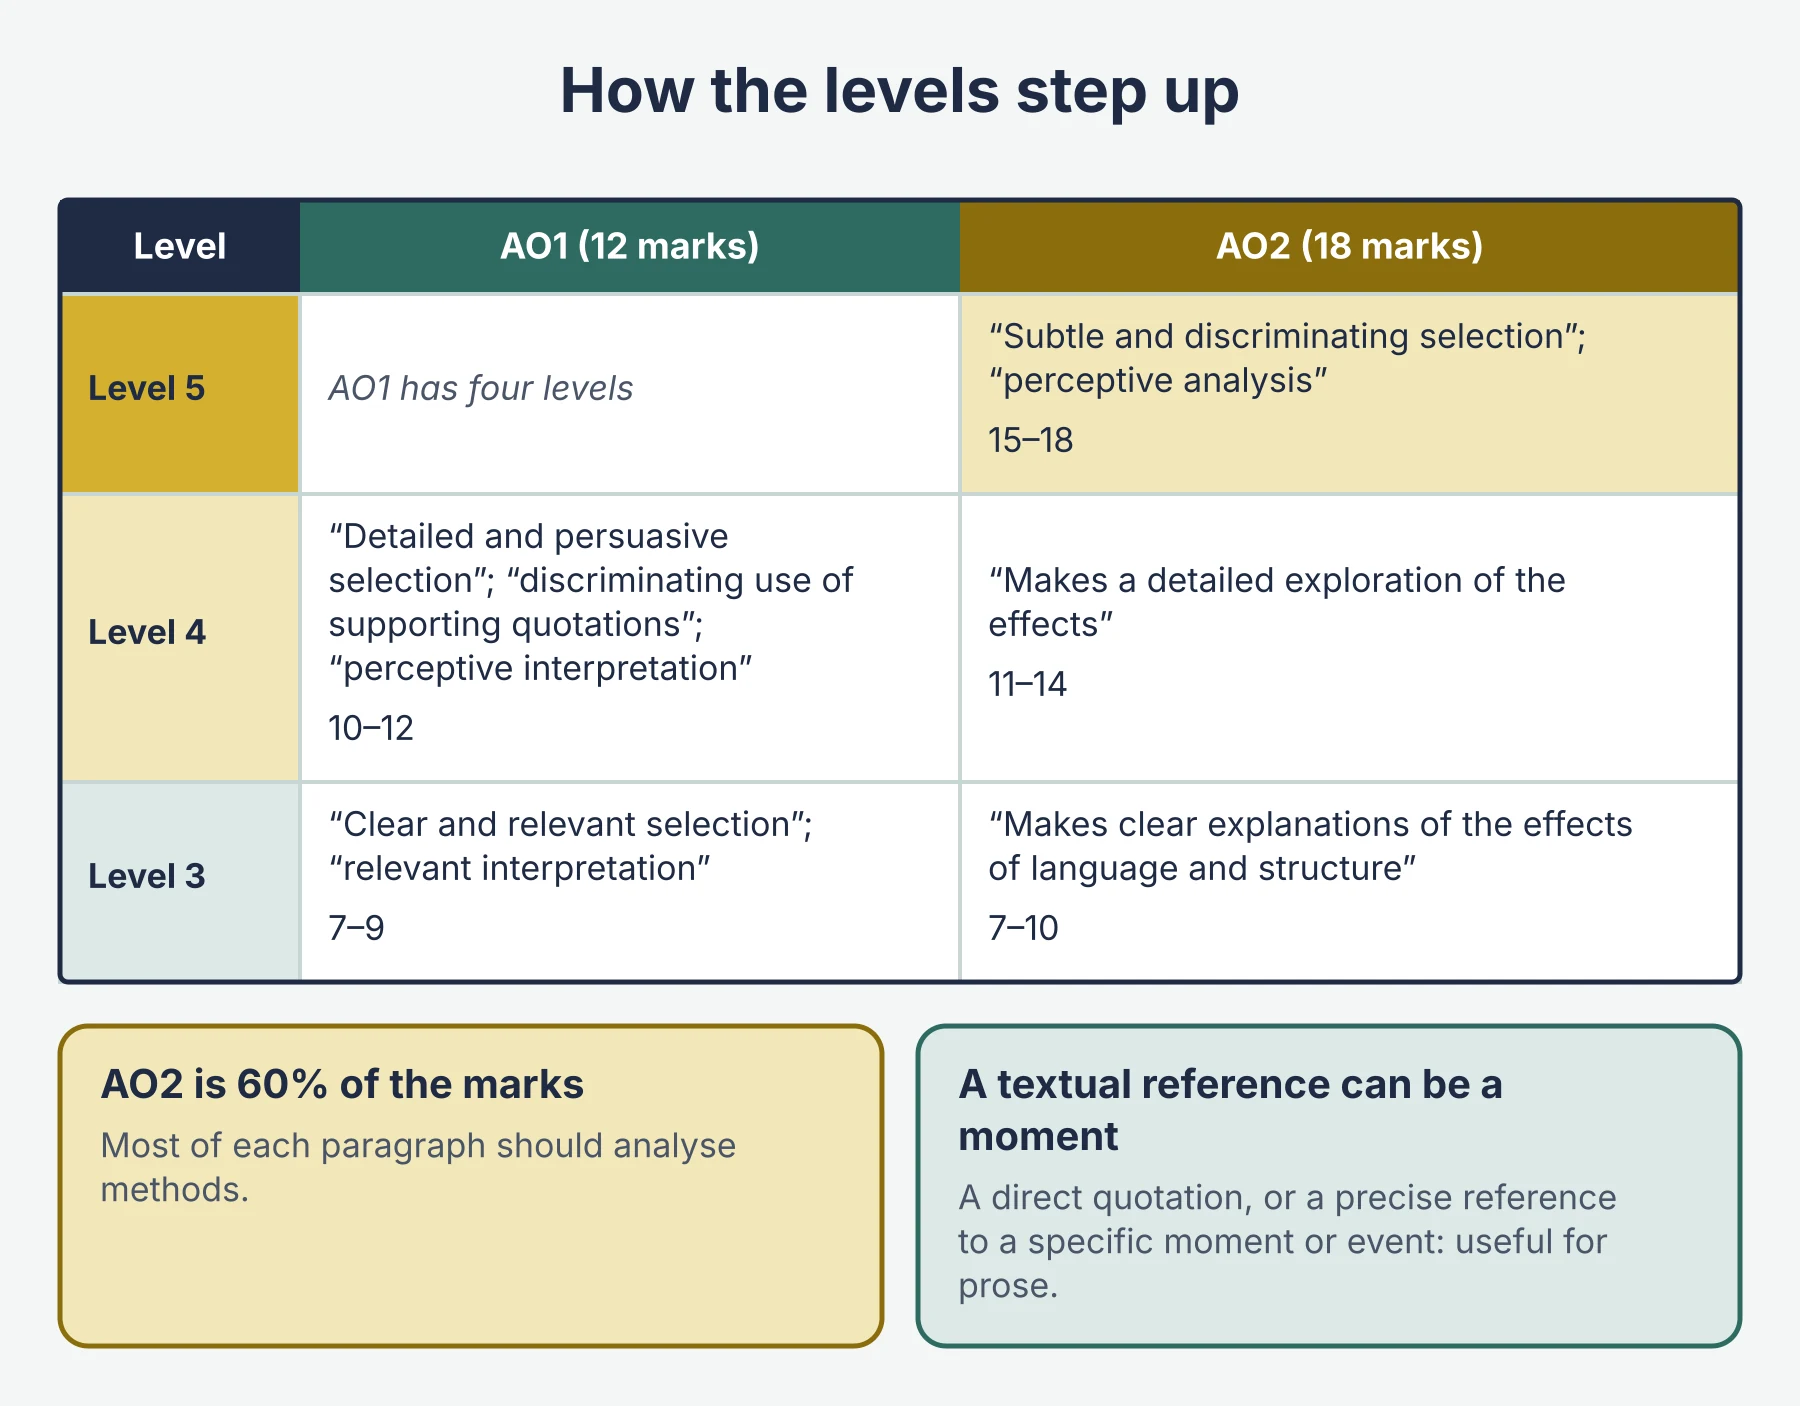 How the levels step up
Level
AO1 (12 marks)
AO2 (18 marks)
Level 5
AO1 has four levels
“Subtle and discriminating selection”;
“perceptive analysis”
15–18
Level 4
“Detailed and persuasive
selection”; “discriminating use of
supporting quotations”;
“perceptive interpretation”
10–12
“Makes a detailed exploration of the
effects”
11–14
Level 3
“Clear and relevant selection”;
“relevant interpretation”
7–9
“Makes clear explanations of the effects
of language and structure”
7–10
AO2 is 60% of the marks
Most of each paragraph should analyse
methods.
A textual reference can be a
moment
A direct quotation, or a precise reference
to a specific moment or event: useful for
prose.